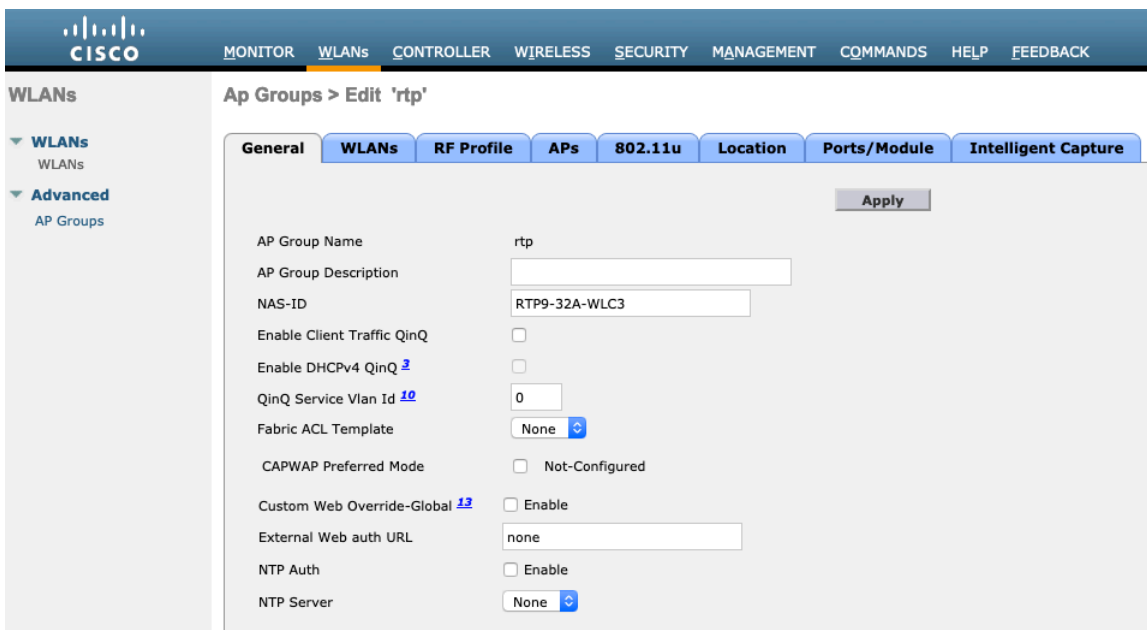 CISCO
MONITOR WLANs CONTROLLER WIRELESS SECURITY MANAGEMENT COMMANDS HELP FEEDBACK
WLANs
WLANs
WLANs
Advanced
AP Groups
Ap Groups > Edit 'rtp'
General WLANs RF Profile APs 802.11u Location Ports/Module Intelligent Capture
Apply
AP Group Name rtp
AP Group Description
NAS-ID RTP9-32A-WLC3
Enable Client Traffic QinQ
Enable DHCPv4 QinQ 3
QinQ Service Vlan Id 10 0
Fabric ACL Template None
CAPWAP Preferred Mode Not-Configured
Custom Web Override-Global 13 Enable
External Web auth URL none
NTP Auth Enable
NTP Server None